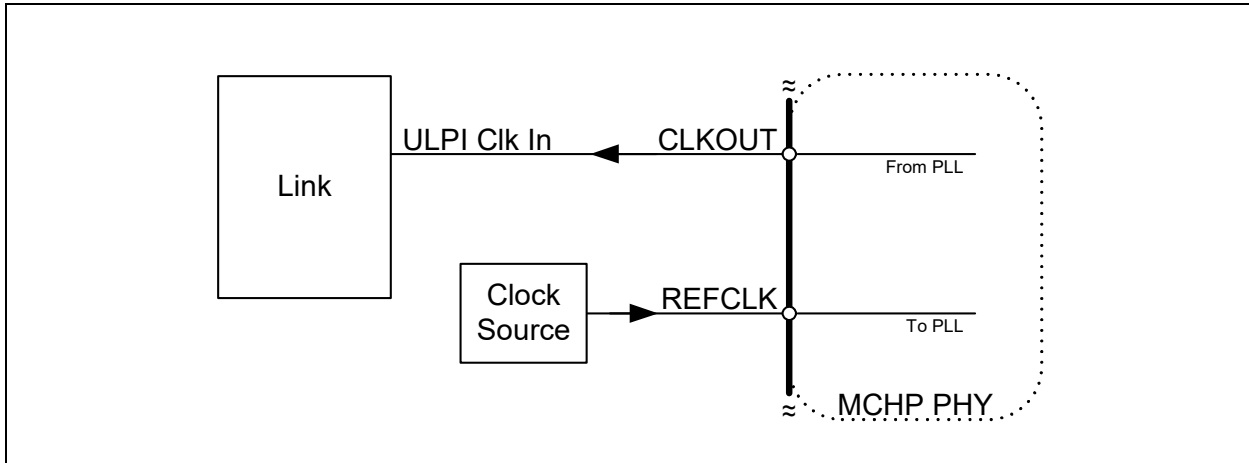 ULPI Clk In
CLKOUT
From PLL
Link
Clock
Source
REFCLK
To PLL
MCHP PHY